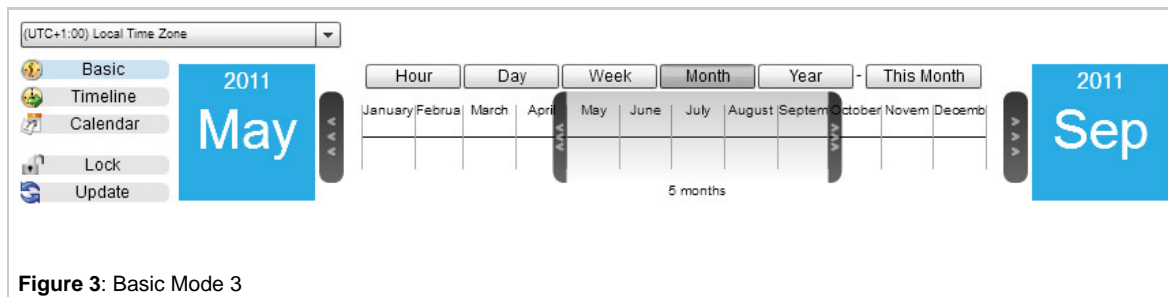 (UTC+1:00) Local Time Zone
Basic
Timeline
Calendar
Lock
Update
2011
May
Hour Day Week Month Year - This Month
January Februa March April May June July August Septem October Novem Decemb
5 months
2011
Sep
Figure 3: Basic Mode 3